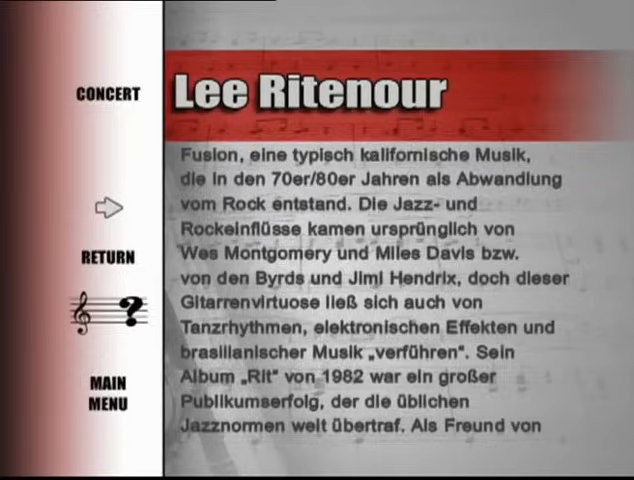 CONCERT
RETURN
MAIN
MENU
Lee Ritenour
Fusion, eine typisch kalifornische Musik,
die in den 70er/80er Jahren als Abwandlung
vom Rock entstand. Die Jazz- und
Rockeinflüsse kamen ursprünglich von
Wes Montgomery und Miles Davis bzw.
von den Byrds und Jimi Hendrix, doch dieser
Gitarrenvirtuose ließ sich auch von
Tanzrhythmen, elektronischen Effekten und
brasilianischer Musik „verführen“. Sein
Album „Rit“ von 1982 war ein großer
Publikumserfolg, der die üblichen
Jazznormen weit übertraf. Als Freund von